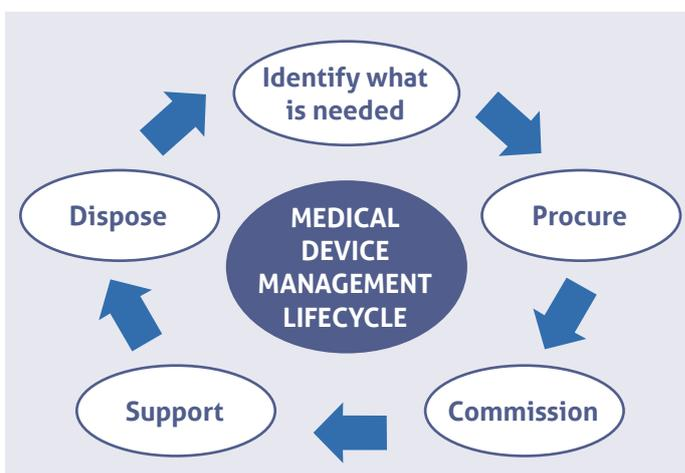 Identify what
is needed
Dispose
MEDICAL
DEVICE
MANAGEMENT
LIFECYCLE
Procure
Support
Commission